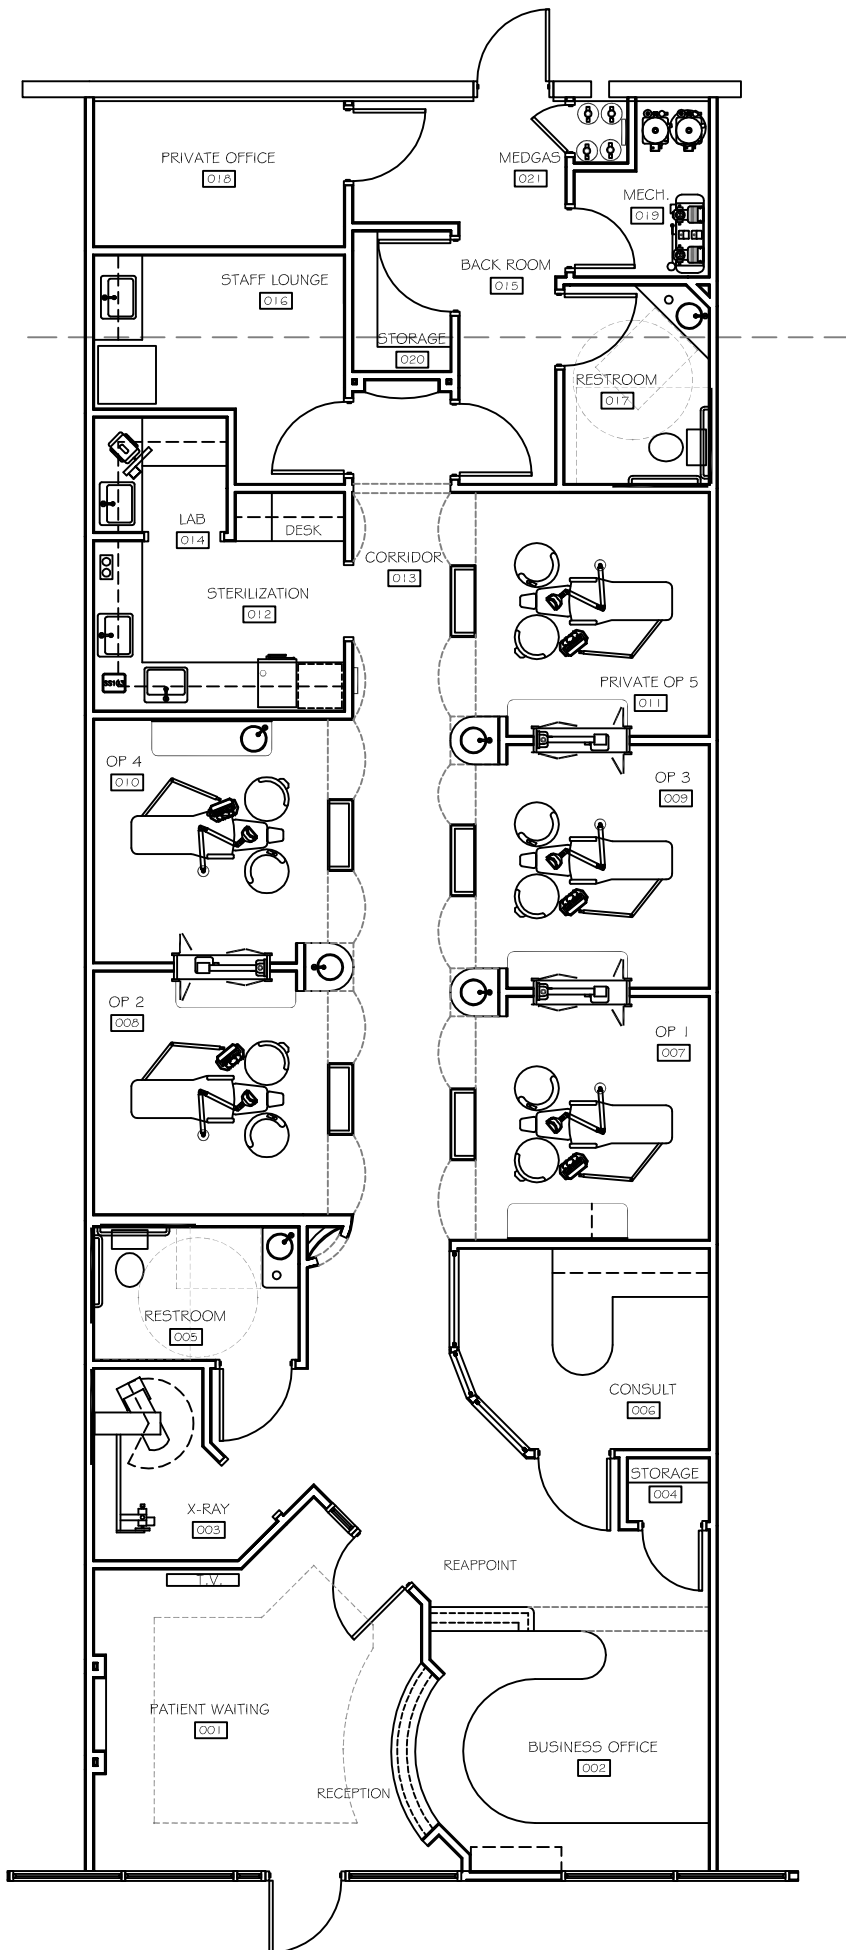 PRIVATE OFFICE
018
MEDGAS
021
MECH.
019
STAFF LOUNGE
016
BACK ROOM
015
STORAGE
020
RESTROOM
017
LAB
014
DESK
CORRIDOR
013
STERILIZATION
012
PRIVATE OP 5
011
OP 4
010
OP 3
009
OP 2
008
OP 1
007
RESTROOM
005
CONSULT
006
STORAGE
004
X-RAY
003
REAPPOINT
T.V.
PATIENT WAITING
001
BUSINESS OFFICE
002
RECEPTION